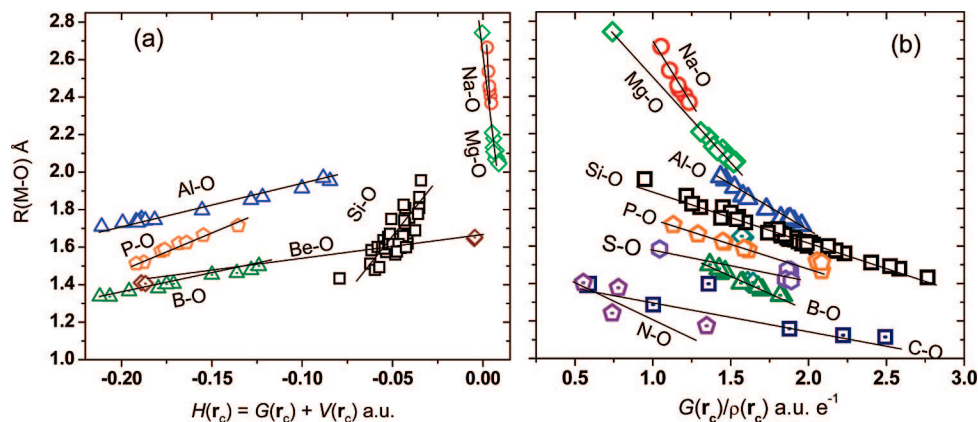 (a)
(b)
R(M-O) Å
2.8
2.6
2.4
2.2
2.0
1.8
1.6
1.4
1.2
1.0
Na-O
Mg-O
Al-O
Si-O
P-O
Be-O
B-O
-0.20
-0.15
-0.10
-0.05
0.00
H(rc) = G(rc) + V(rc) a.u.
Na-O
Mg-O
Al-O
Si-O
P-O
S-O
B-O
N-O
C-O
0.5
1.0
1.5
2.0
2.5
3.0
G(rc)/ρ(rc) a.u. e⁻¹